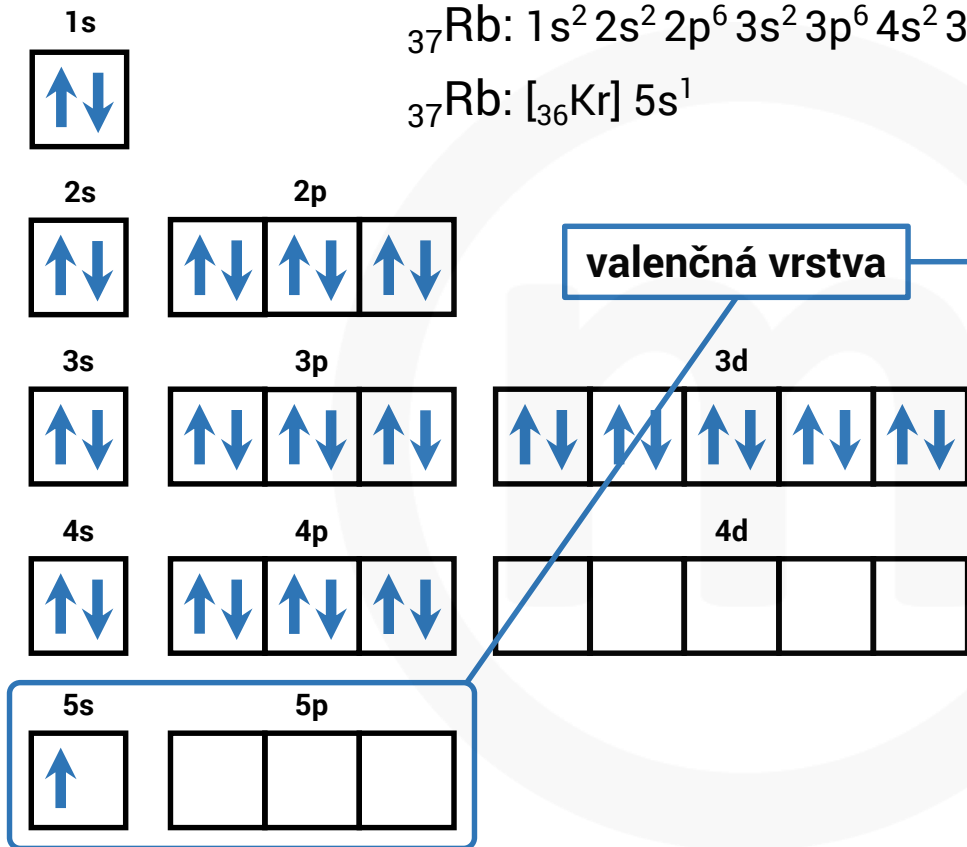 1s
₃₇Rb: 1s² 2s² 2p⁶ 3s² 3p⁶ 4s² 3
₃₇Rb: [₃₆Kr] 5s¹
2s 2p
valenčná vrstva
3s 3p 3d
4s 4p 4d
5s 5p